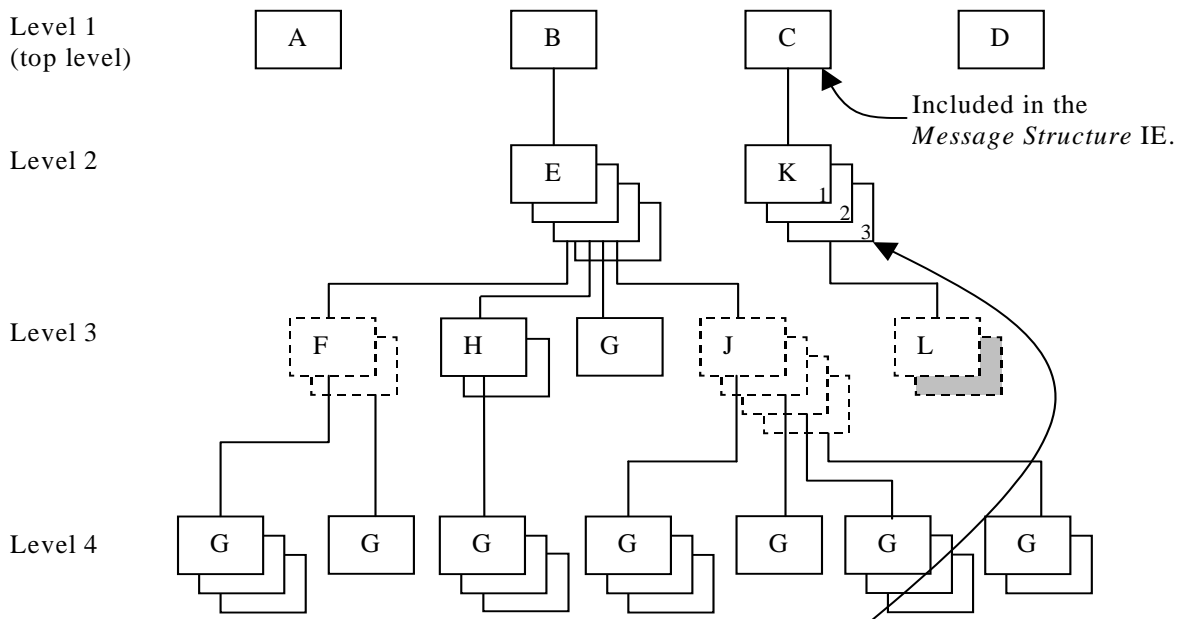 Level 1
(top level)
A
B
C
D
Included in the
Message Structure IE.
Level 2
E
K
1
2
3
Level 3
F
H
G
J
L
Level 4
G
G
G
G
G
G
G